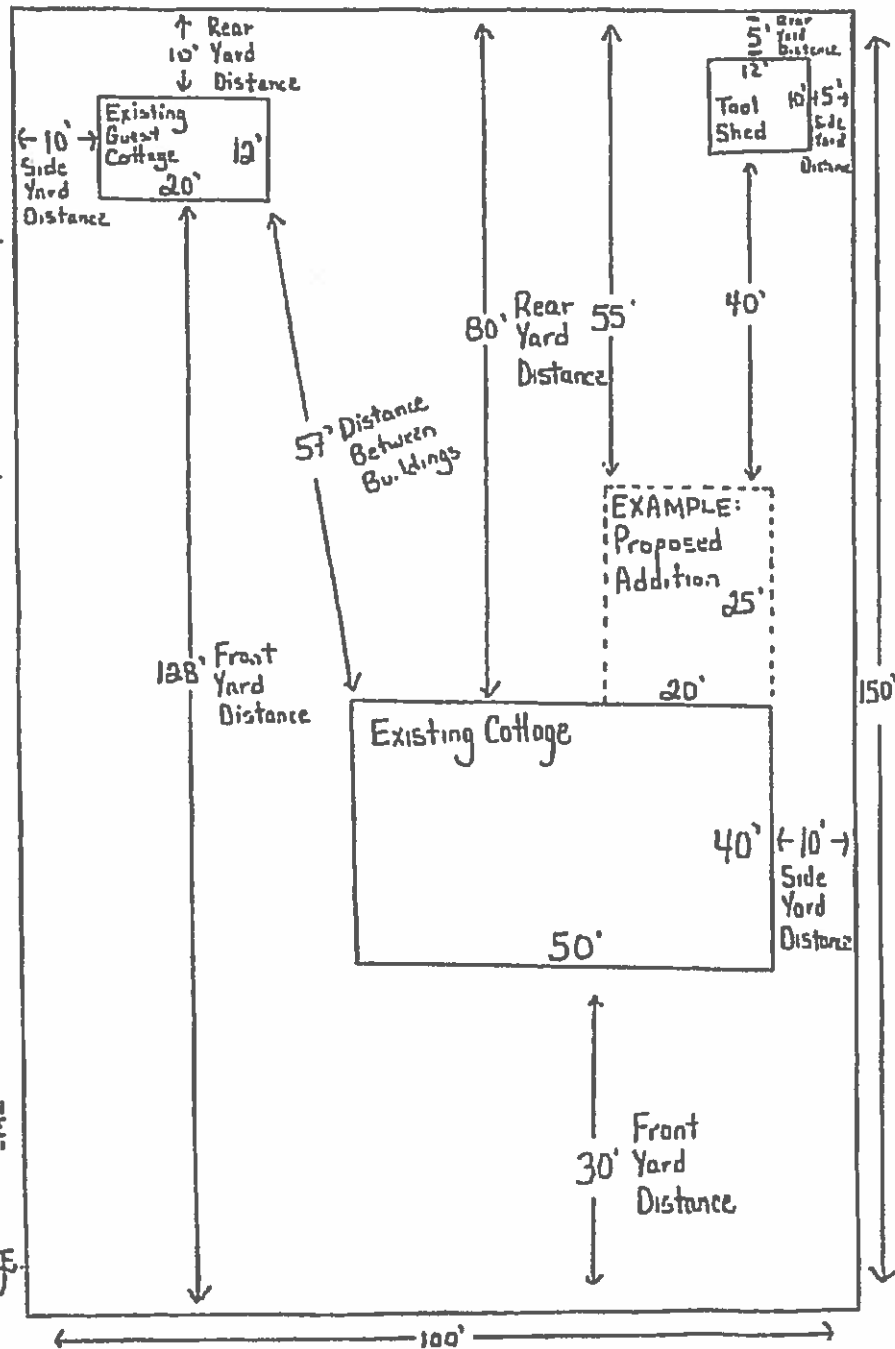 Rear
10' Yard
Distance
Existing
Guest
Cottage
12'
20'
10'
Side
Yard
Distance
Rear
5' Yard
Distance
12'
Tool
Shed
10'
5'
Side
Yard
Distance
80' Rear
Yard
Distance
55'
40'
57' Distance
Between
Buildings
EXAMPLE:
Proposed
Addition
25'
20'
128' Front
Yard
Distance
150'
Existing Cottage
40'
50'
10'
Side
Yard
Distance
30' Front
Yard
Distance
100'